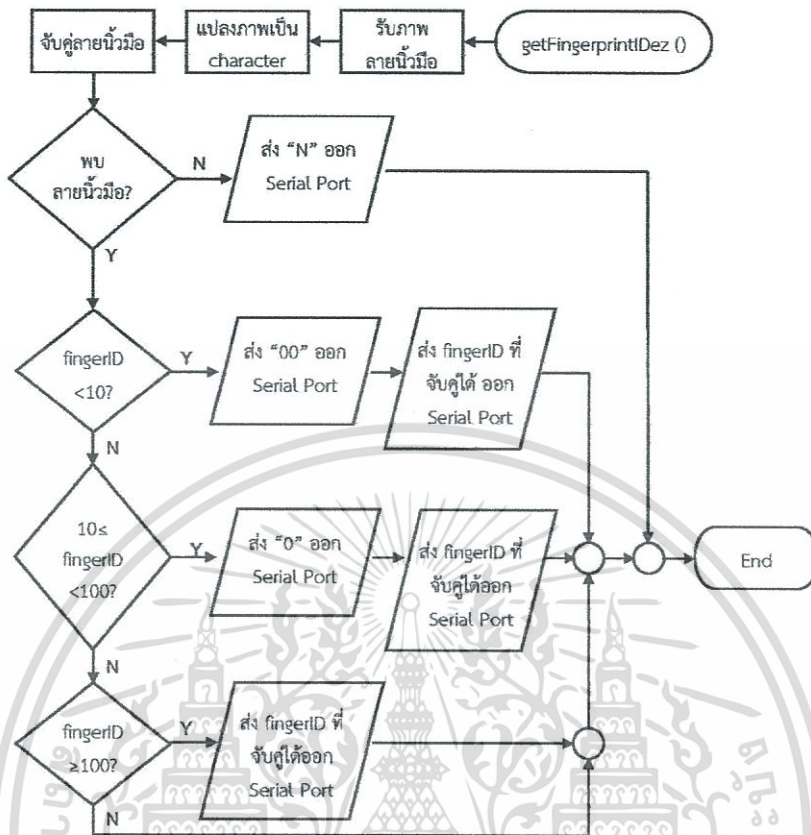 จับคู่ลายนิ้วมือ
แปลงภาพเป็น
character
รับภาพ
ลายนิ้วมือ
getFingerprintIDez ()
พบ
ลายนิ้วมือ?
N
ส่ง "N" ออก
Serial Port
Y
fingerID
<10?
Y
ส่ง "00" ออก
Serial Port
ส่ง fingerID ที่
จับคู่ได้ ออก
Serial Port
N
10≤
fingerID
<100?
Y
ส่ง "0" ออก
Serial Port
ส่ง fingerID ที่
จับคู่ได้ออก
Serial Port
End
N
fingerID
≥100?
Y
ส่ง fingerID ที่
จับคู่ได้ออก
Serial Port
N